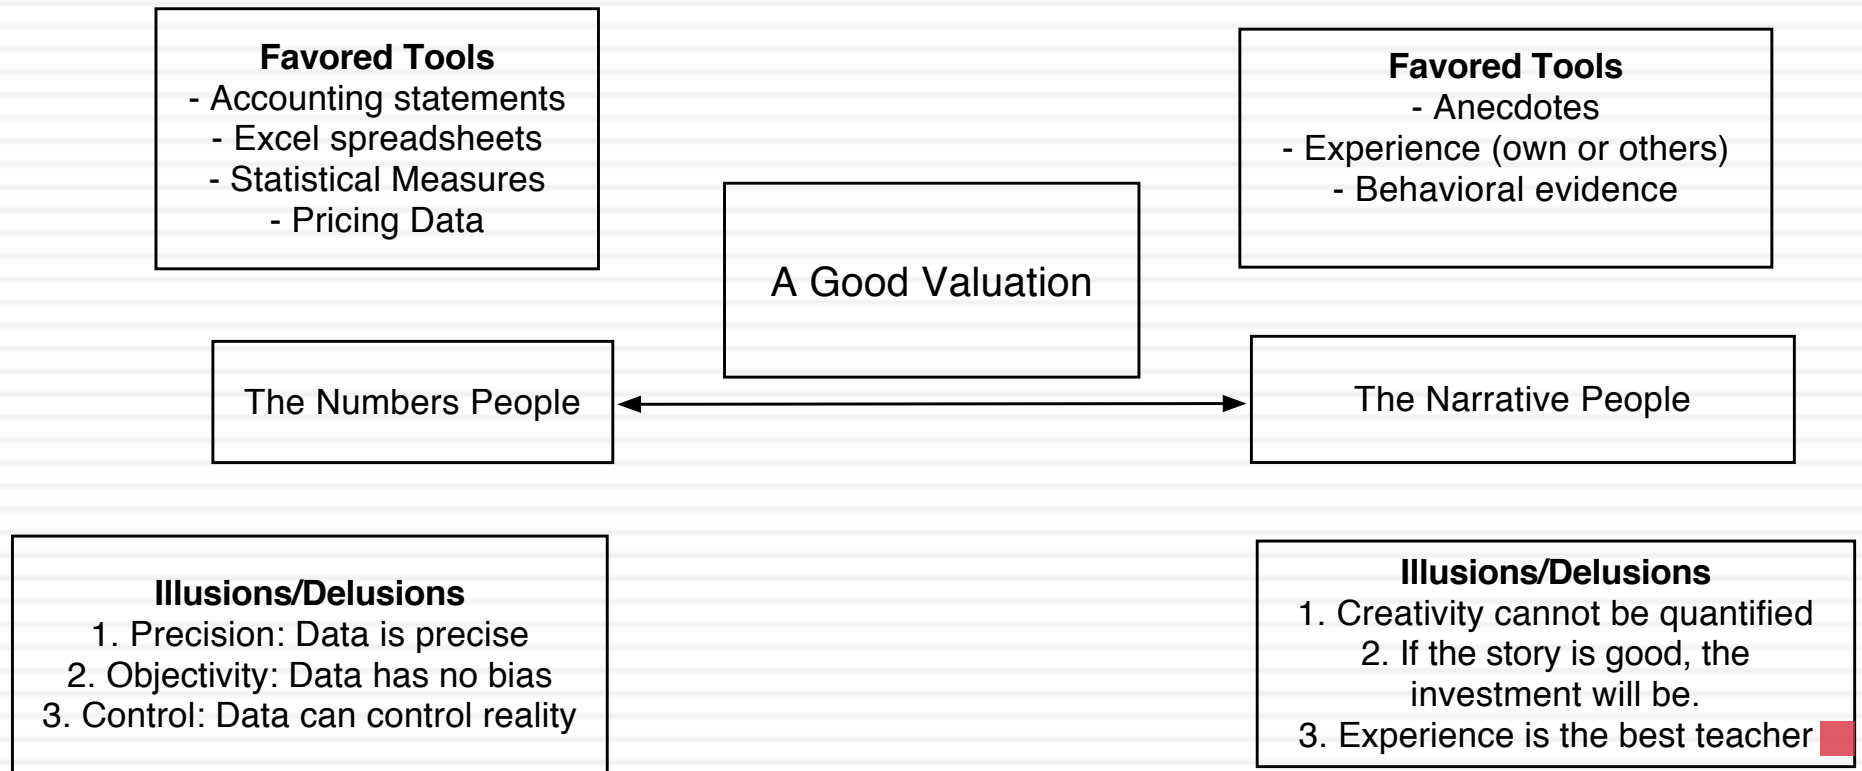 Favored Tools
- Accounting statements
- Excel spreadsheets
- Statistical Measures
- Pricing Data
Favored Tools
- Anecdotes
- Experience (own or others)
- Behavioral evidence
A Good Valuation
The Numbers People
The Narrative People
Illusions/Delusions
1. Precision: Data is precise
2. Objectivity: Data has no bias
3. Control: Data can control reality
Illusions/Delusions
1. Creativity cannot be quantified
2. If the story is good, the
investment will be.
3. Experience is the best teacher